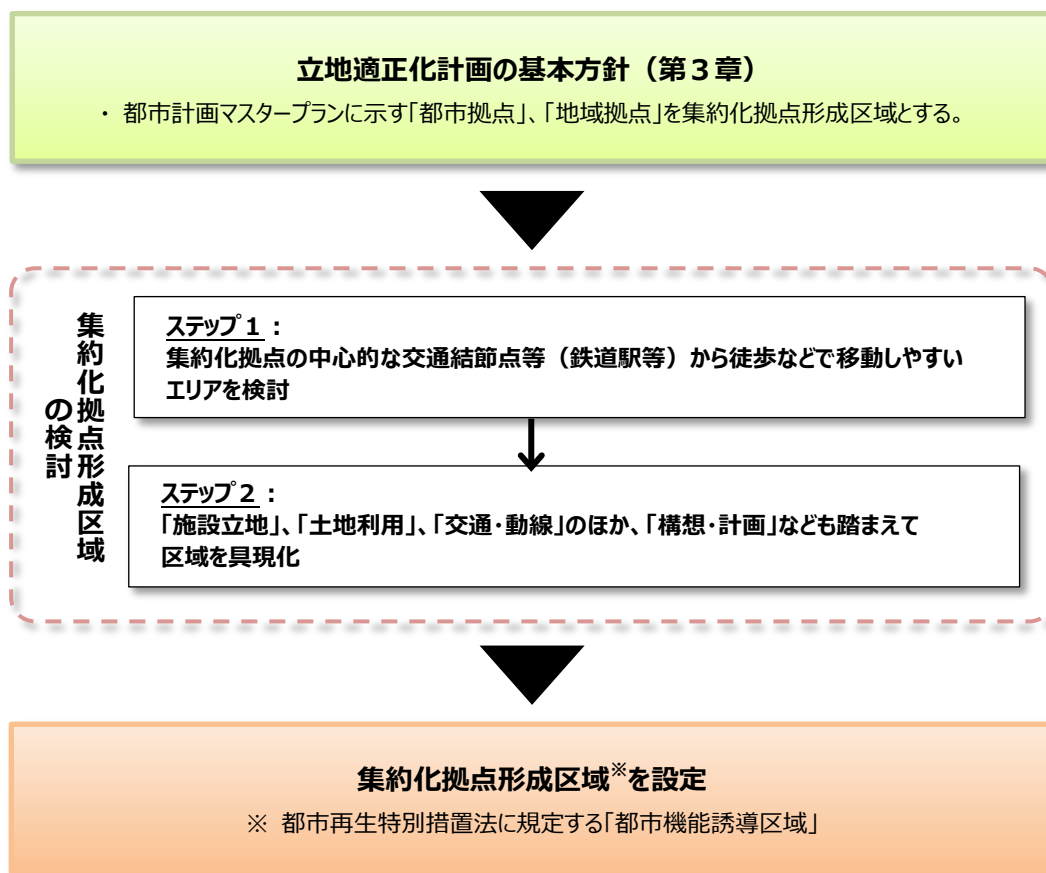 立地適正化計画の基本方針（第３章）
・ 都市計画マスタープランに示す「都市拠点」、「地域拠点」を集約化拠点形成区域とする。
集約化拠点形成区域
の検討
ステップ１：
集約化拠点の中心的な交通結節点等（鉄道駅等）から徒歩などで移動しやすい
エリアを検討
ステップ２：
「施設立地」、「土地利用」、「交通・動線」のほか、「構想・計画」なども踏まえて
区域を具現化
集約化拠点形成区域※を設定
※ 都市再生特別措置法に規定する「都市機能誘導区域」